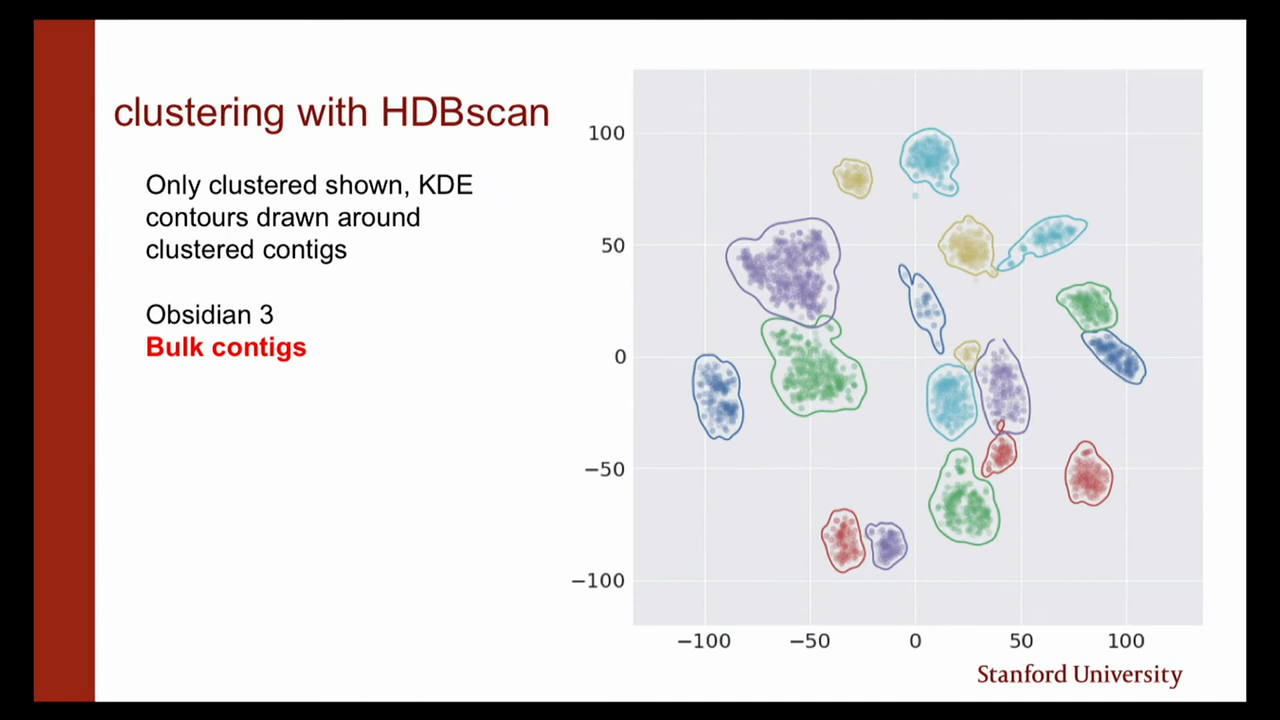 clustering with HDBscan
Only clustered shown, KDE
contours drawn around
clustered contigs
Obsidian 3
Bulk contigs
100
50
0
−50
−100
−100
−50
0
50
100
Stanford University